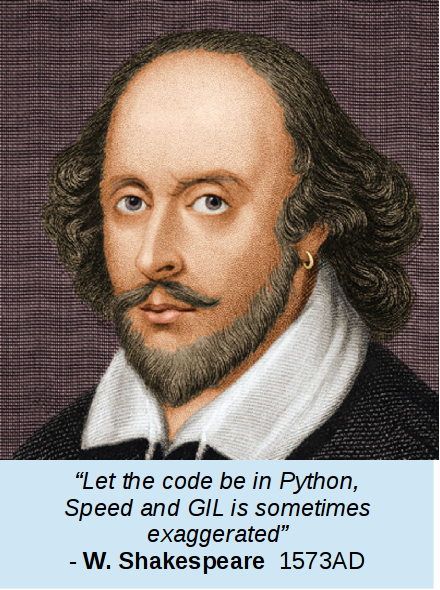 “Let the code be in Python,
Speed and GIL is sometimes
exaggerated”
- W. Shakespeare  1573AD